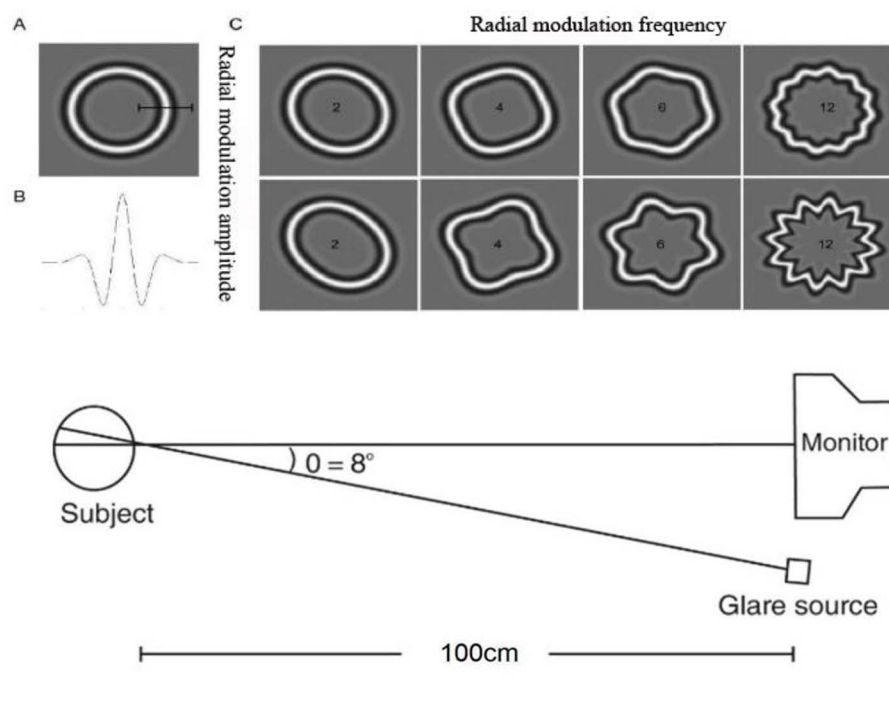 A
C
Radial modulation frequency
Radial modulation amplitude
2
4
6
12
B
2
4
6
12
0 = 8°
Monitor
Subject
Glare source
100cm